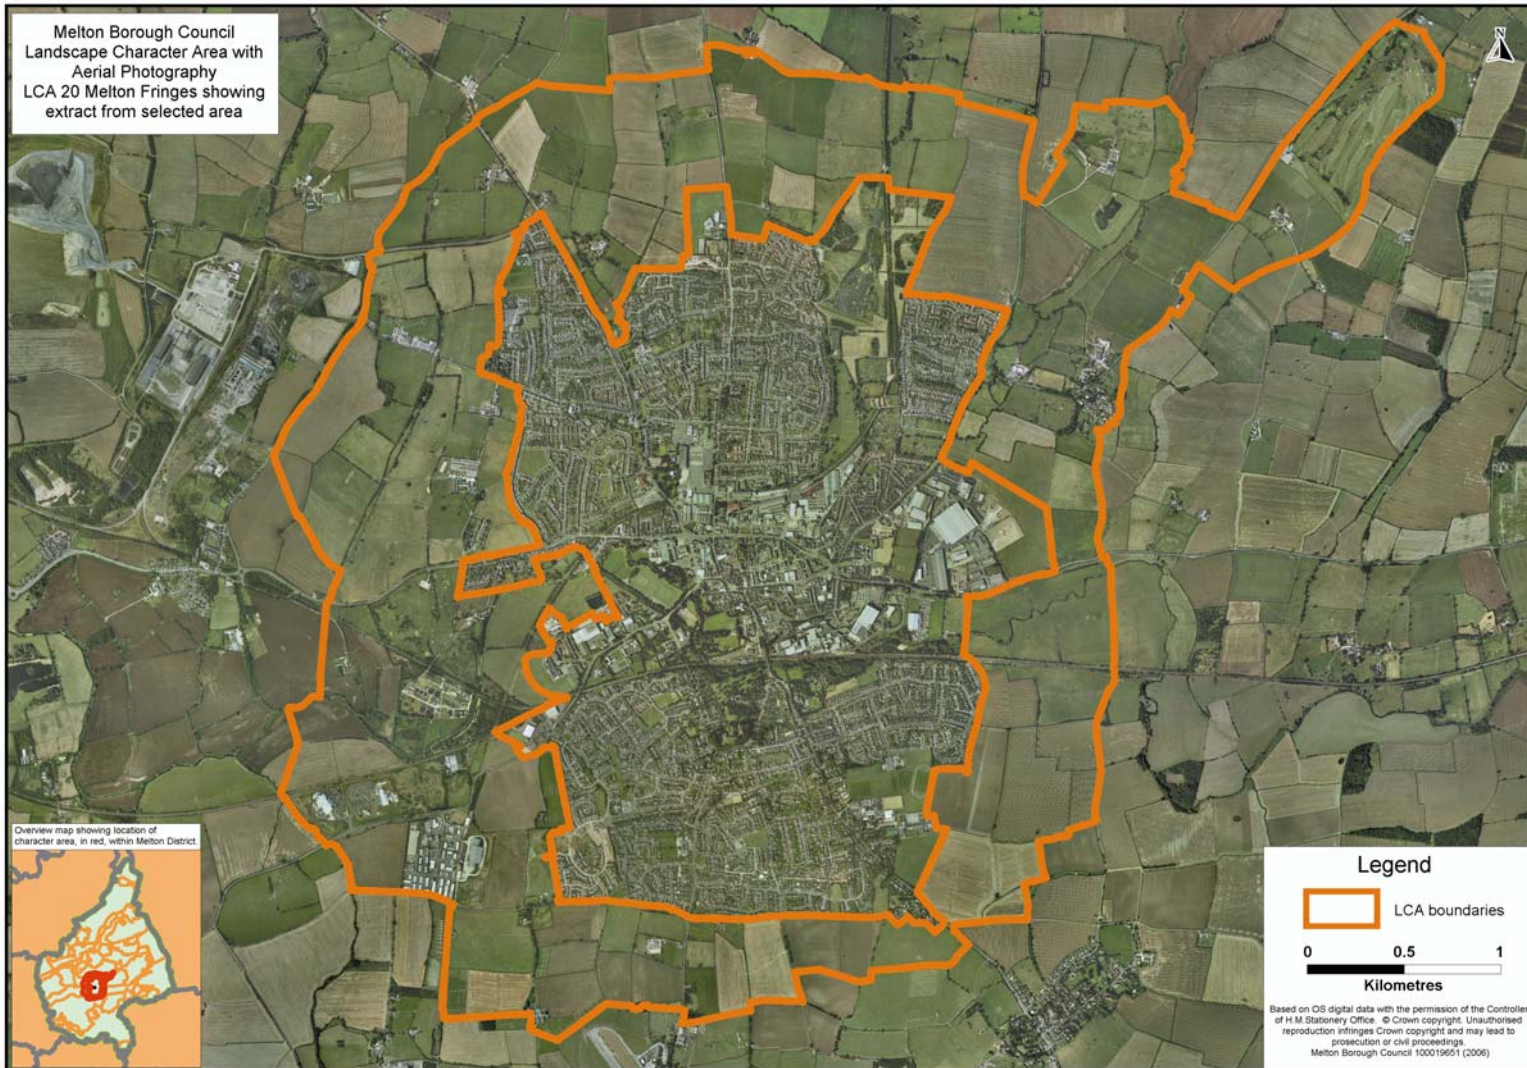 Melton Borough Council
Landscape Character Area with
Aerial Photography
LCA 20 Melton Fringes showing
extract from selected area
N
Overview map showing location of
character area, in red, within Melton District.
Legend
LCA boundaries
0 0.5 1
Kilometres
Based on OS digital data with the permission of the Controller
of H.M.Stationery Office. © Crown copyright. Unauthorised
reproduction infringes Crown copyright and may lead to
prosecution or civil proceedings.
Melton Borough Council 100019651 (2006)